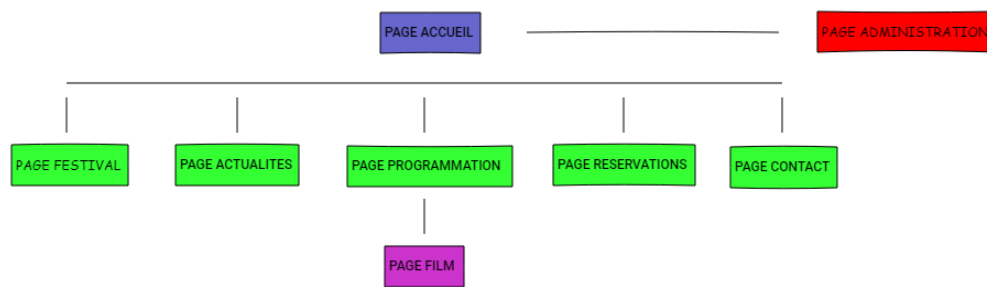 PAGE ACCUEIL
PAGE ADMINISTRATION
PAGE FESTIVAL
PAGE ACTUALITES
PAGE PROGRAMMATION
PAGE RESERVATIONS
PAGE CONTACT
PAGE FILM